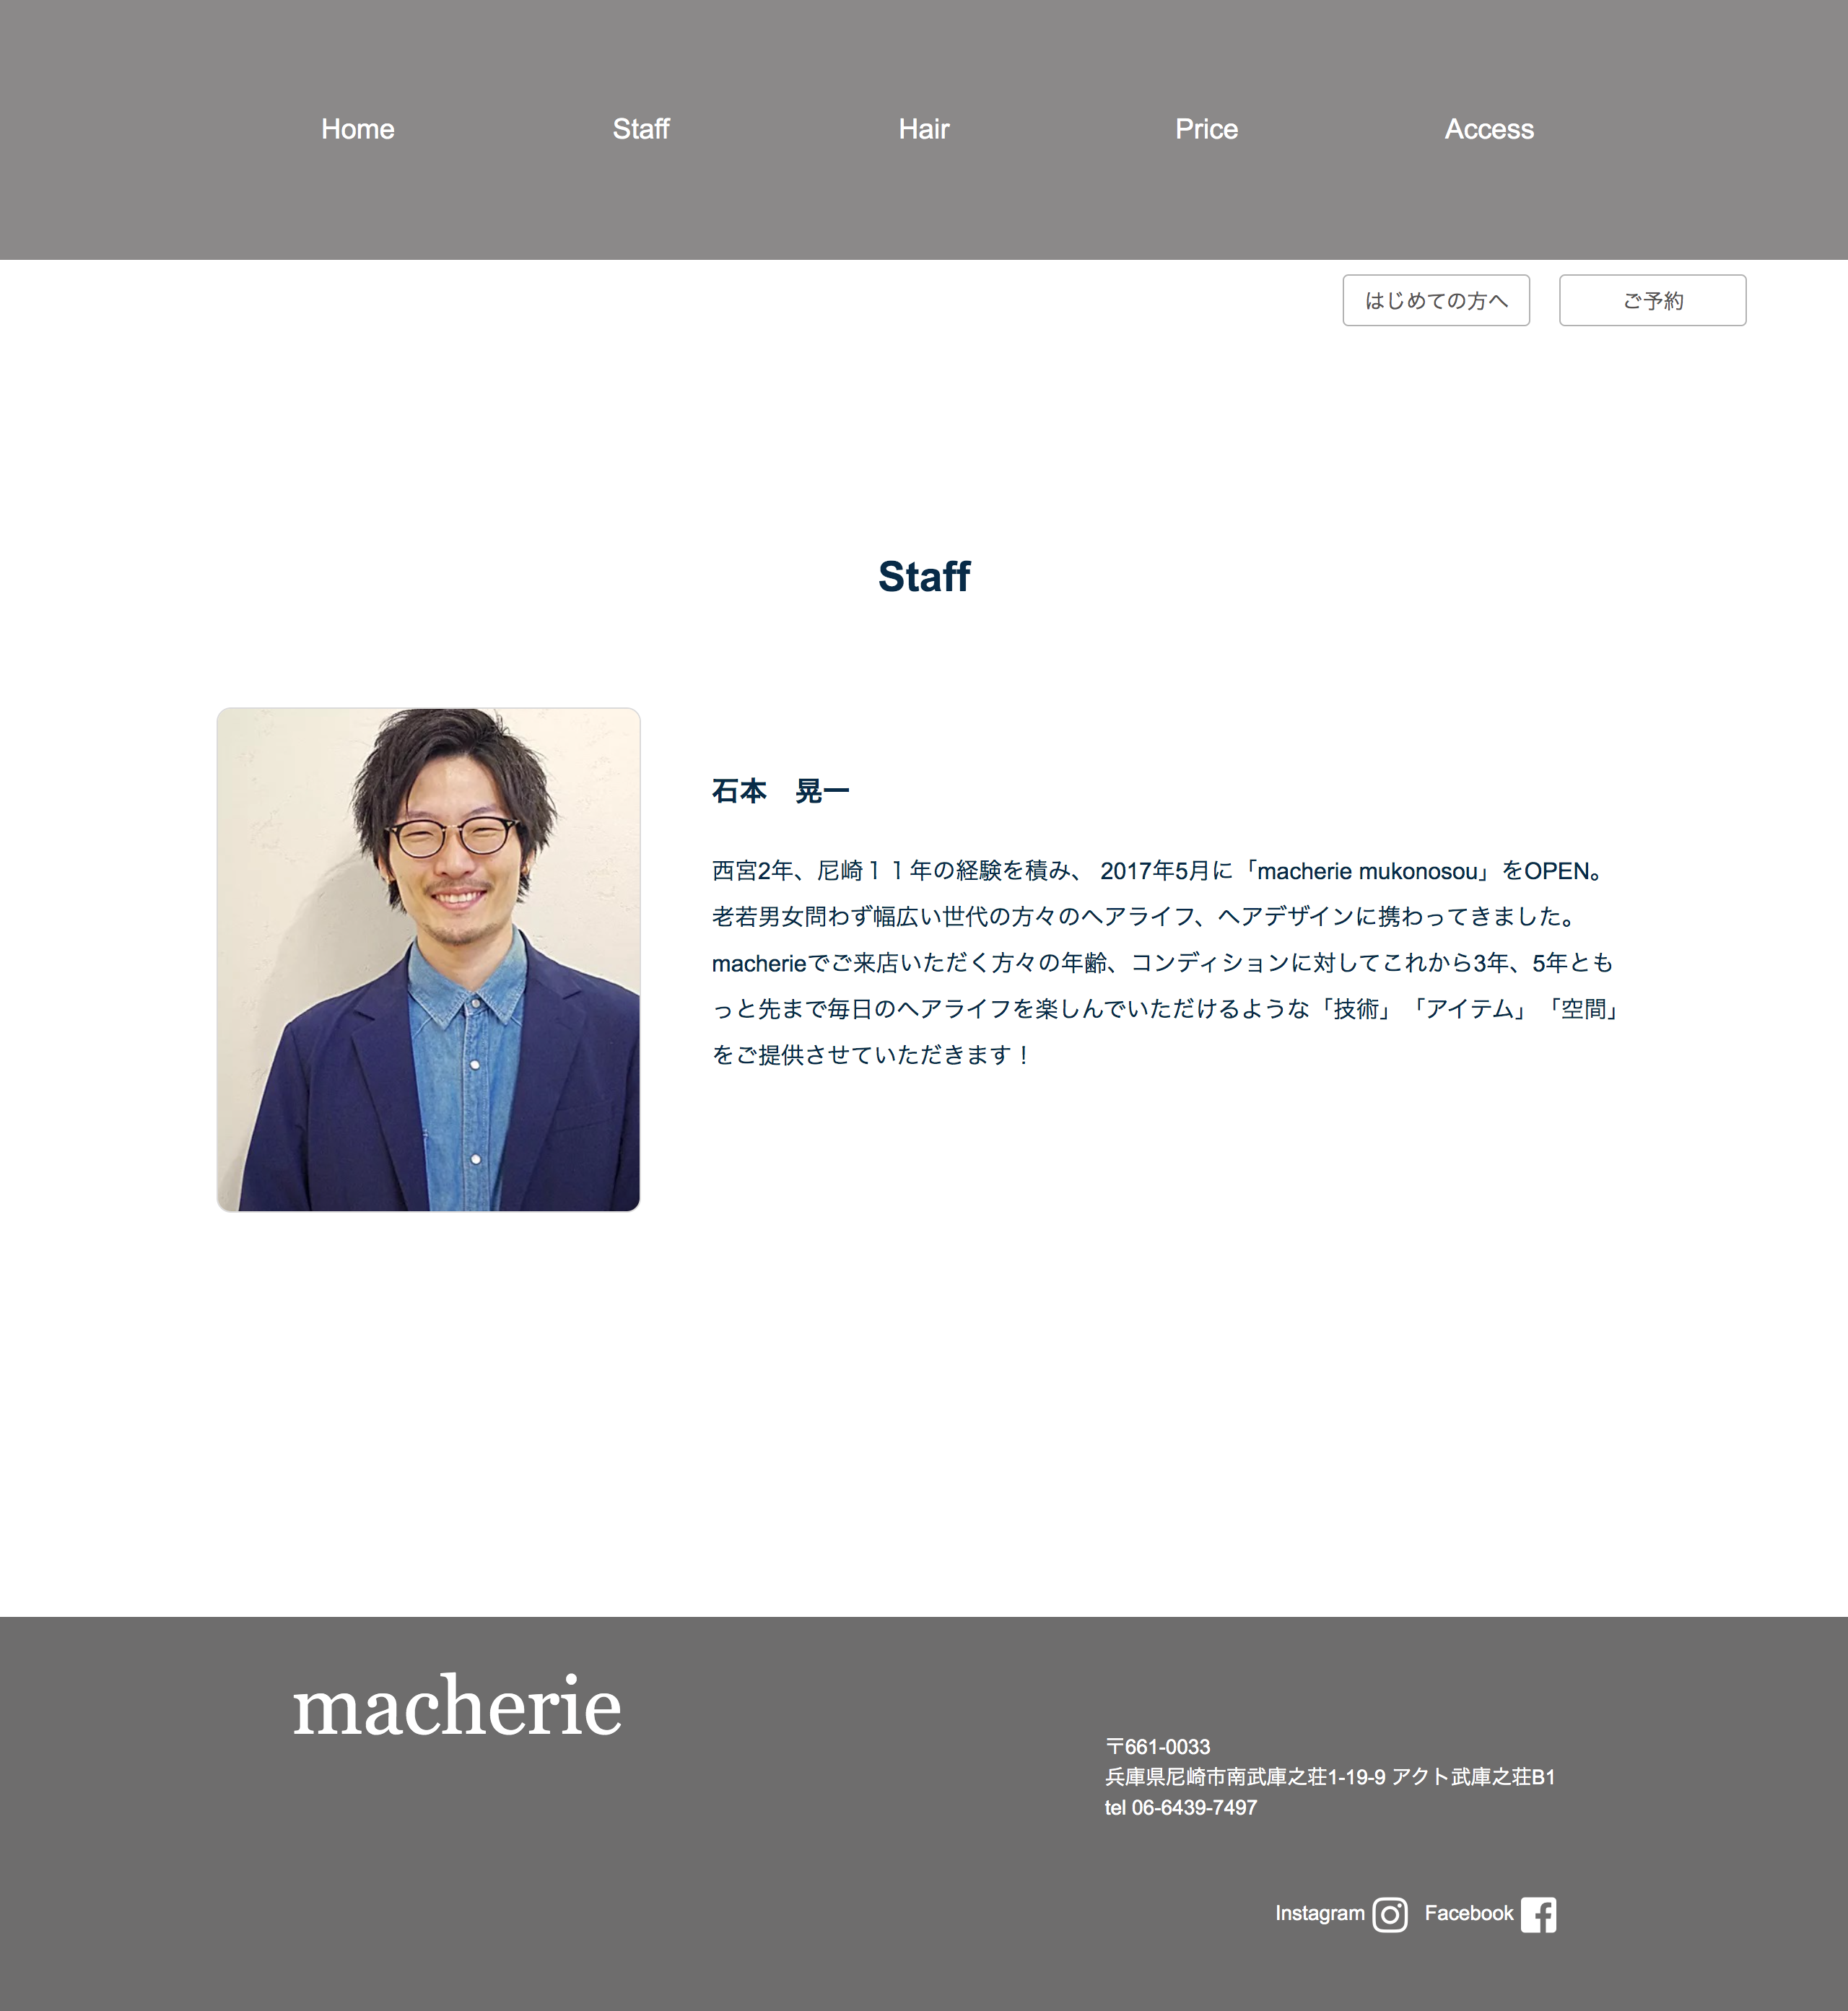 Home
Staff
Hair
Price
Access
はじめての方へ
ご予約
Staff
石本　晃一
西宮2年、尼崎１１年の経験を積み、 2017年5月に「macherie mukonosou」をOPEN。
老若男女問わず幅広い世代の方々のヘアライフ、ヘアデザインに携わってきました。
macherieでご来店いただく方々の年齢、コンディションに対してこれから3年、5年とも
っと先まで毎日のヘアライフを楽しんでいただけるような「技術」「アイテム」「空間」
をご提供させていただきます！
macherie
〒661-0033
兵庫県尼崎市南武庫之荘1-19-9 アクト武庫之荘B1
tel 06-6439-7497
Instagram
Facebook